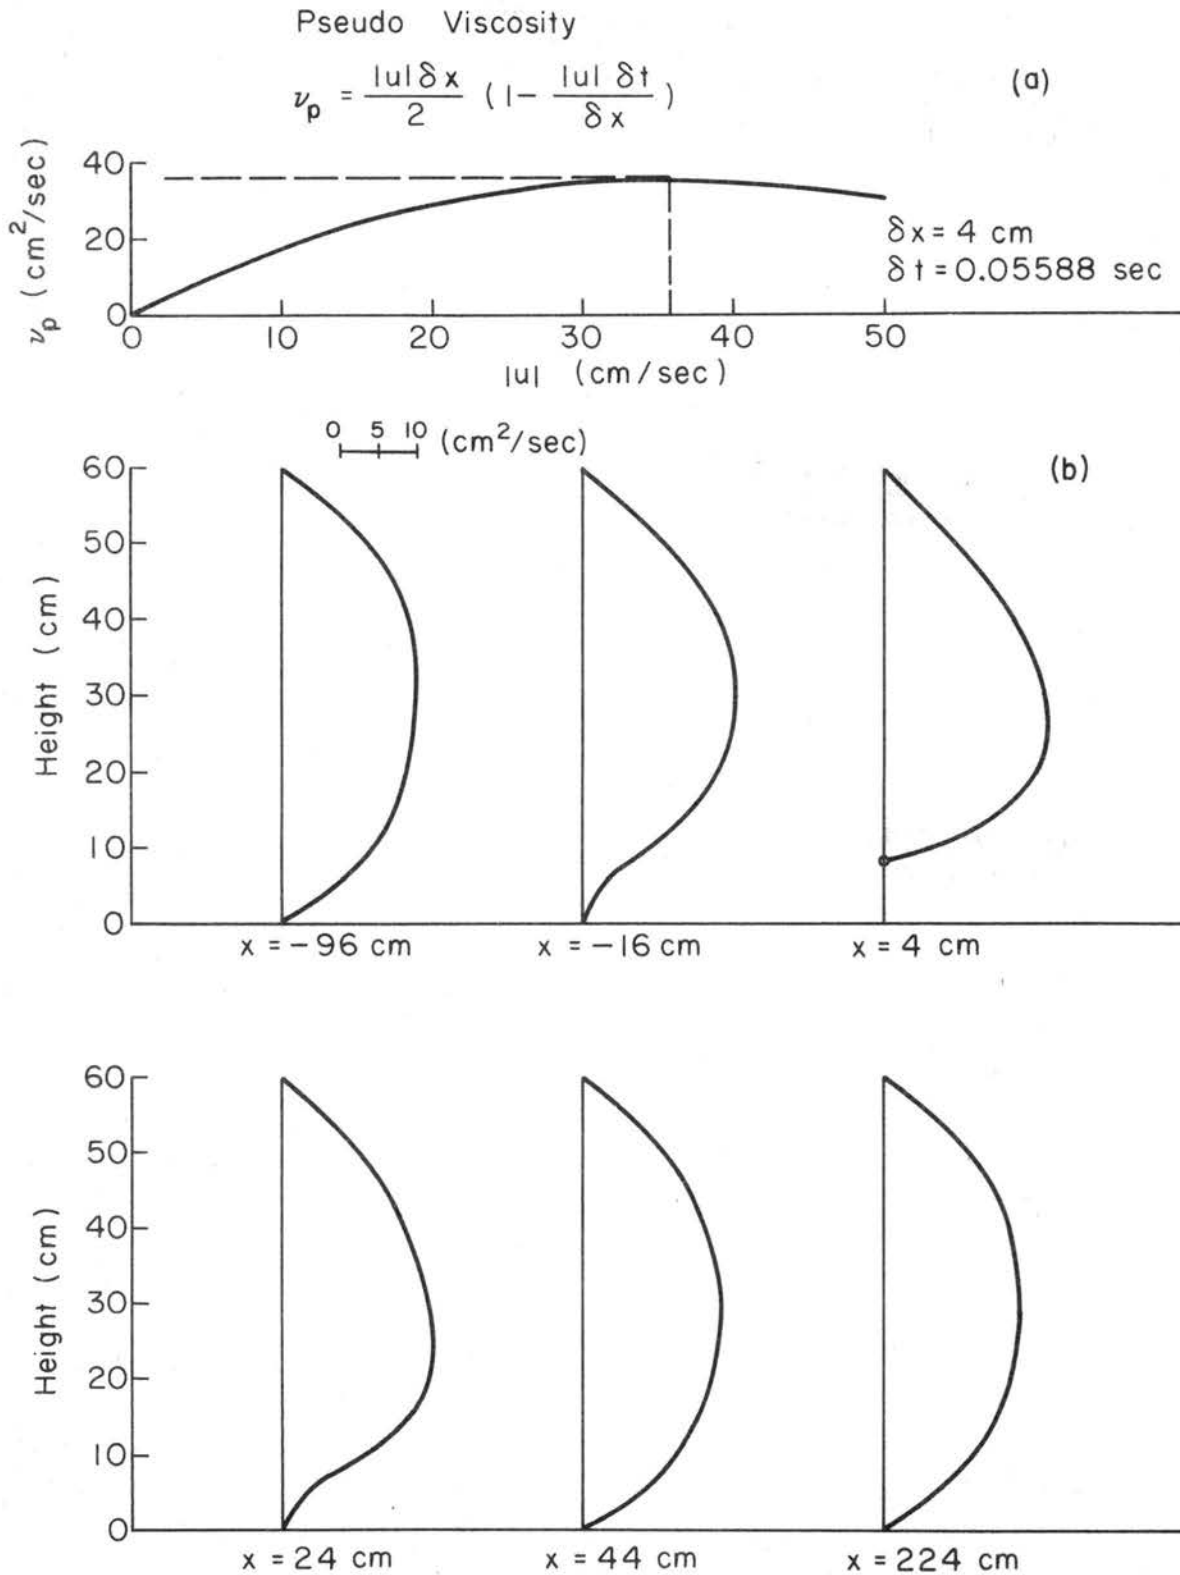 Pseudo Viscosity
ν_p = |u|δx / 2 (1 - |u| δt / δx)
(a)
ν_p (cm²/sec)
40
20
0
0 10 20 30 40 50
|u| (cm/sec)
δx = 4 cm
δt = 0.05588 sec
0 5 10 (cm²/sec)
(b)
Height (cm)
60
50
40
30
20
10
0
x = -96 cm x = -16 cm x = 4 cm
Height (cm)
60
50
40
30
20
10
0
x = 24 cm x = 44 cm x = 224 cm